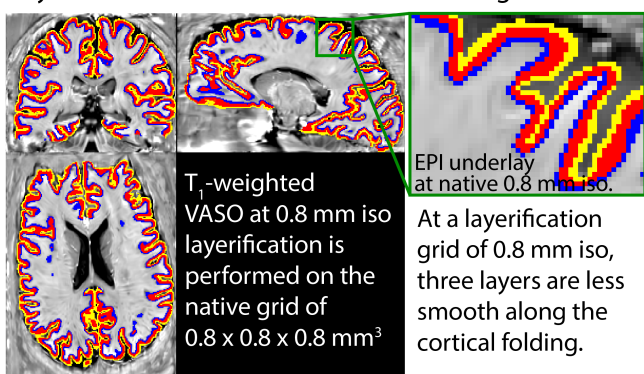 EPI underlay
at native 0.8 mm iso.
T1-weighted
VASO at 0.8 mm iso
layerification is
performed on the
native grid of
0.8 x 0.8 x 0.8 mm³
At a layerification
grid of 0.8 mm iso,
three layers are less
smooth along the
cortical folding.